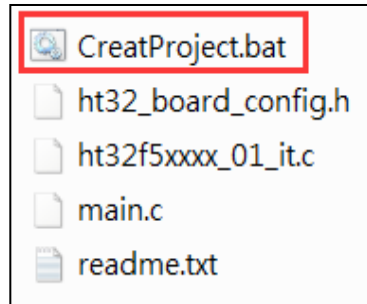 CreatProject.bat
ht32_board_config.h
ht32f5xxxx_01_it.c
main.c
readme.txt